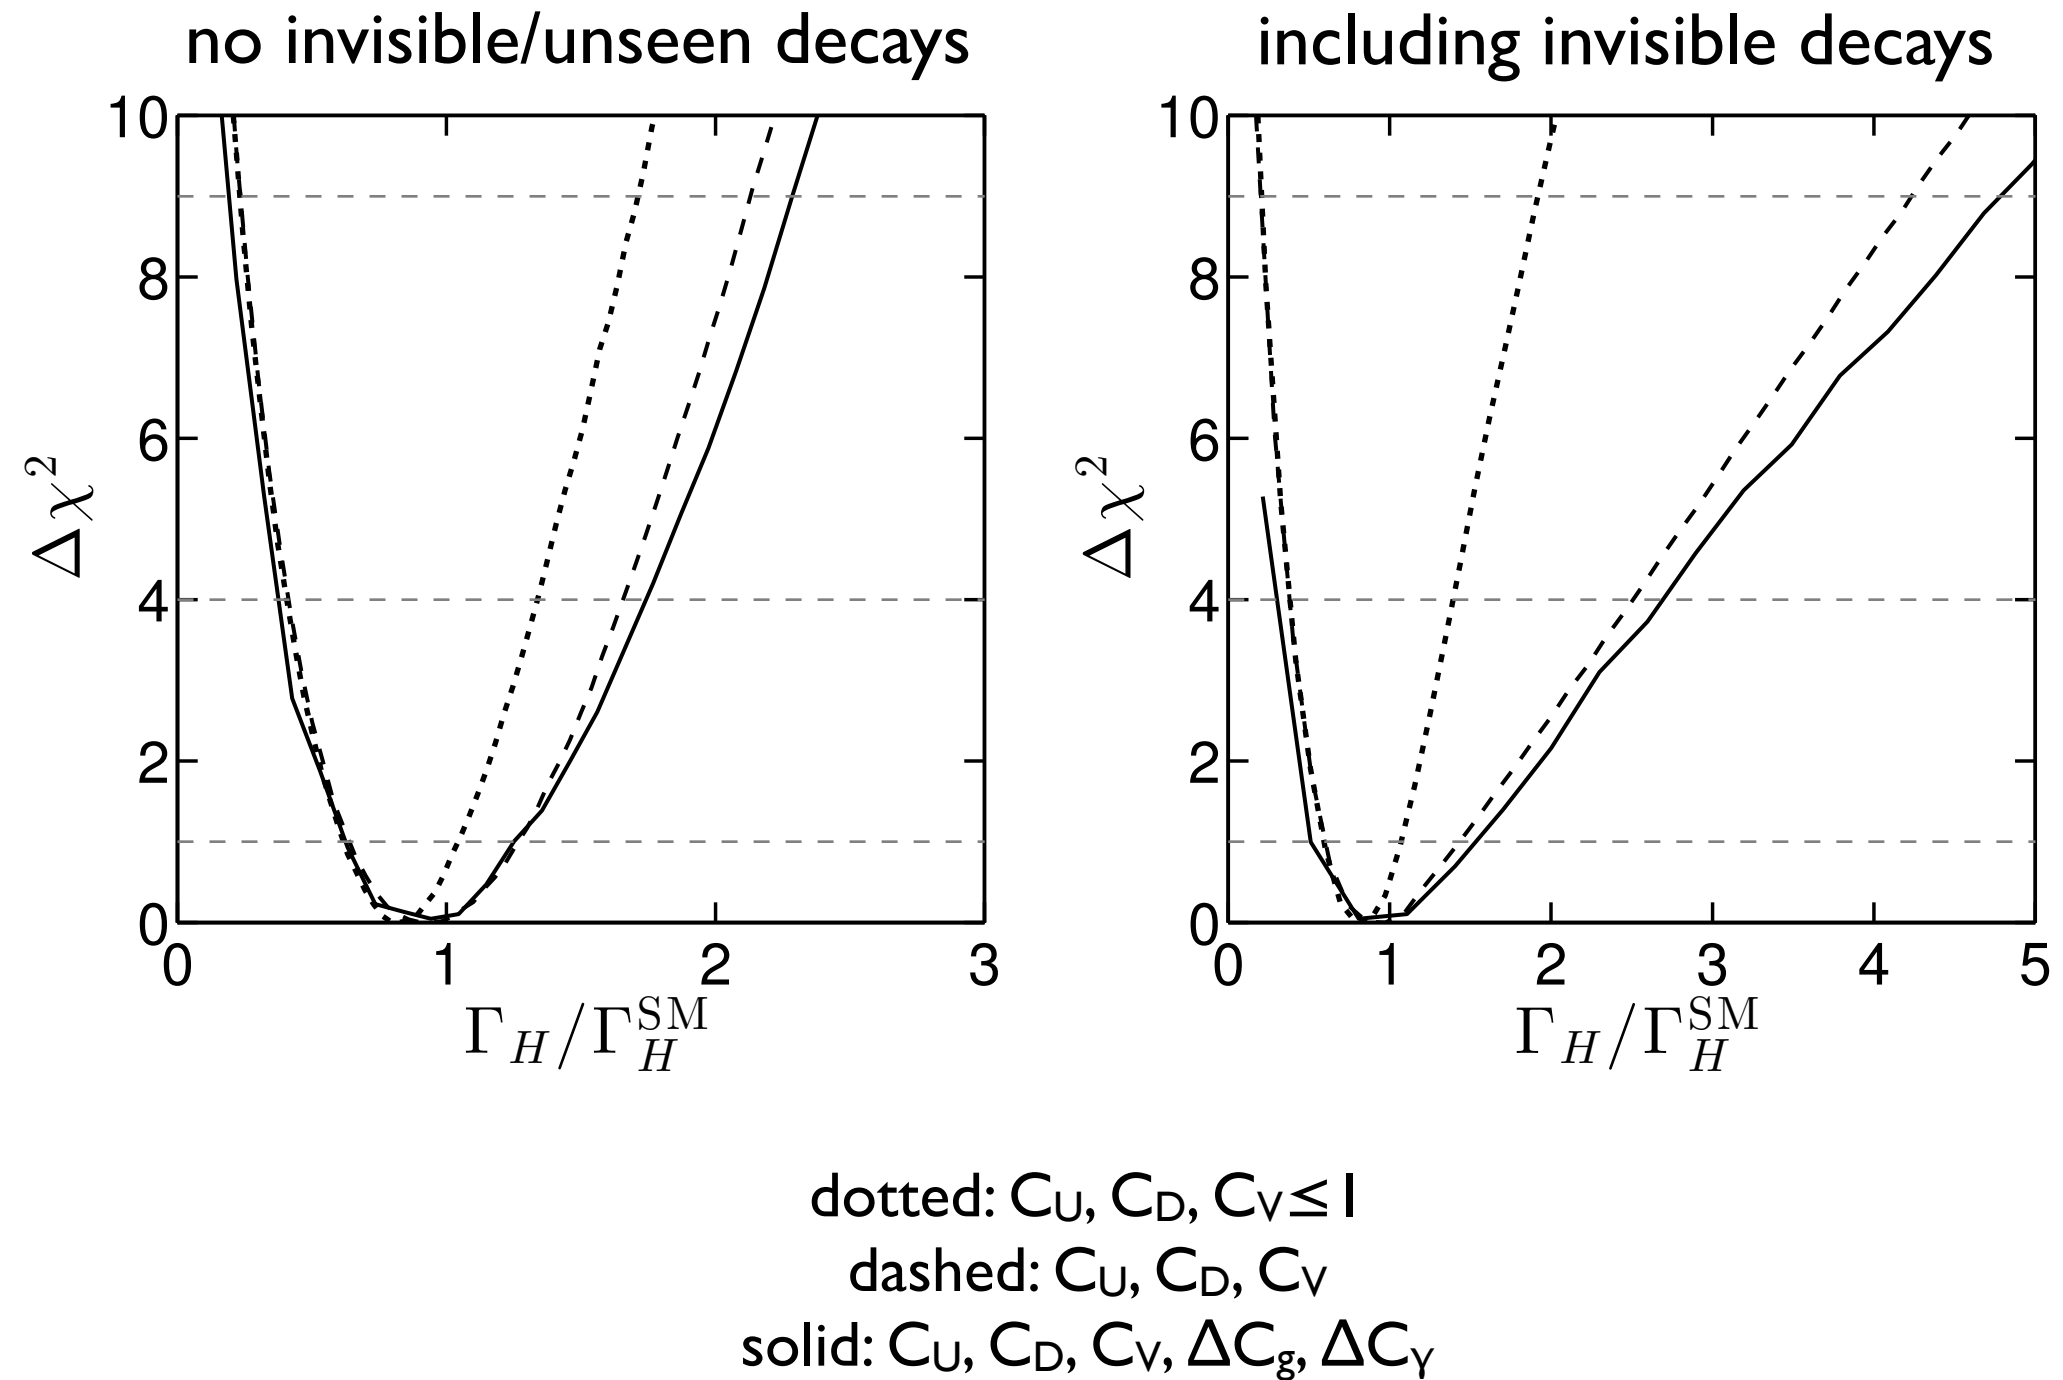 no invisible/unseen decays
including invisible decays
10
8
6
4
2
0
0 1 2 3
Δχ²
Γ_H/Γ_H^SM
10
8
6
4
2
0
0 1 2 3 4 5
Δχ²
Γ_H/Γ_H^SM
dotted: C_U, C_D, C_V≤1
dashed: C_U, C_D, C_V
solid: C_U, C_D, C_V, ΔC_g, ΔC_γ